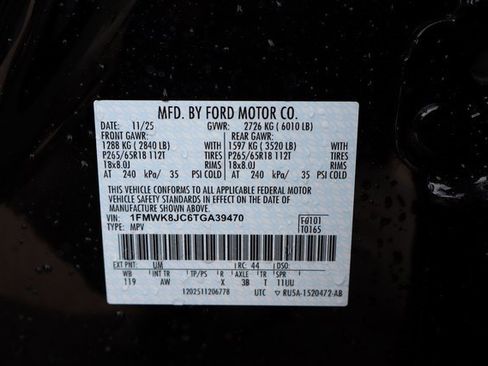 MFD. BY FORD MOTOR CO.
DATE: 11/25 GVWR: 2726 KG ( 6010 LB)
FRONT GAWR: REAR GAWR:
1288 KG ( 2840 LB) WITH 1597 KG ( 3520 LB) WITH
P265/65R18 112T TIRES P265/65R18 112T TIRES
18x8.0J RIMS 18x8.0J RIMS
AT 240 kPa/ 35 PSI COLD AT 240 kPa/ 35 PSI COLD
THIS VEHICLE CONFORMS TO ALL APPLICABLE FEDERAL MOTOR
VEHICLE SAFETY STANDARDS IN EFFECT ON THE DATE OF
MANUFACTURE SHOWN ABOVE.
VIN: 1FMWK8JC6TGA39470 F0101
TYPE: MPV T0165
EXT PNT: UM RC: 44 DSO:
WB INT TR TP/PS R AXLE TR SPR
119 AW X 3B T 11UU
1202511206778 UTC ▽ RU5A-1520472-AB